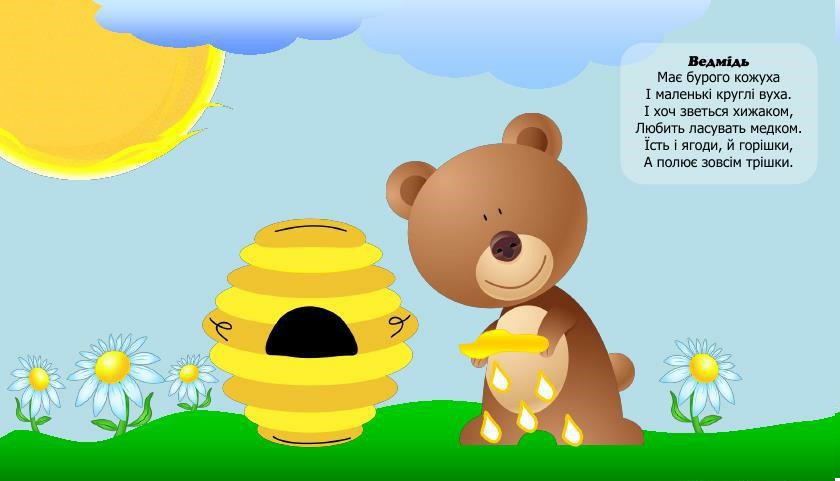 Ведмідь
Має бурого кожуха
І маленькі круглі вуха.
І хоч зветься хижаком,
Любить ласувать медком.
Їсть і ягоди, й горішки,
А полює зовсім трішки.